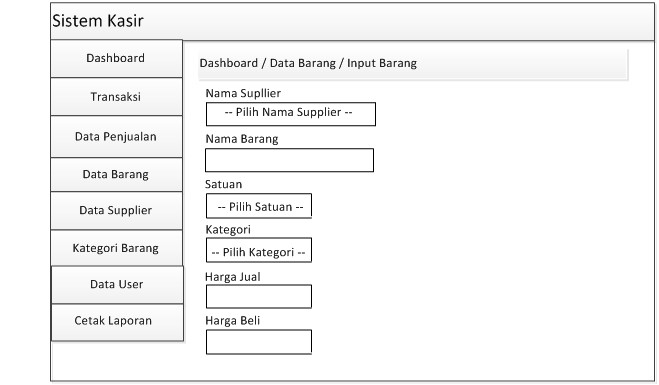 Sistem Kasir
Dashboard
Transaksi
Data Penjualan
Data Barang
Data Supplier
Kategori Barang
Data User
Cetak Laporan
Dashboard / Data Barang / Input Barang
Nama Supllier
-- Pilih Nama Supplier --
Nama Barang
Satuan
-- Pilih Satuan --
Kategori
-- Pilih Kategori --
Harga Jual
Harga Beli